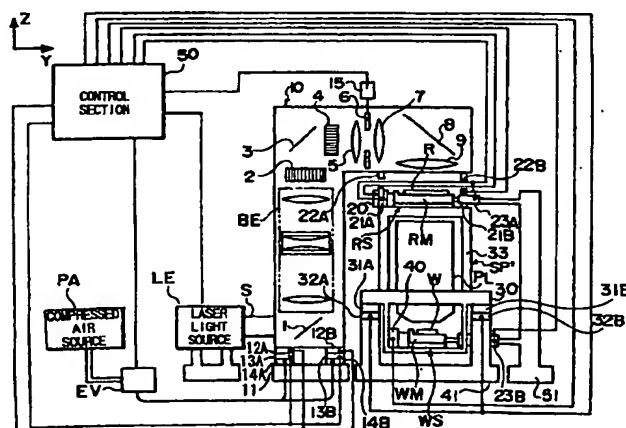 Z
Y
50
CONTROL
SECTION
15
10
4
6
7
3
5
8
9
2
R
22B
22A
20
23A
21A
21B
BE
RS
RM
33
SP'
PL
PA
LE
S
32A
31A
40
W
30
31B
32B
COMPRESSED
AIR
SOURCE
LASER
LIGHT
SOURCE
1
12B
12A
13A
14A
11
13B
14B
EV
WM
WS
41
23B
51